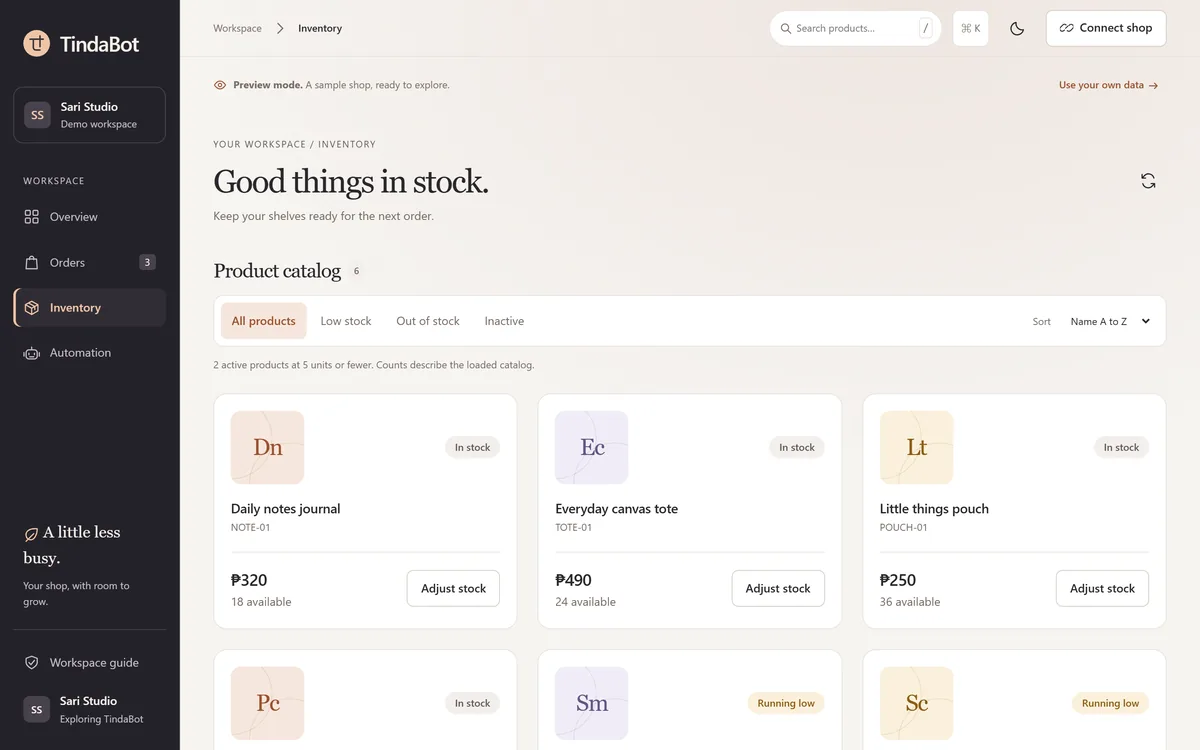 TindaBot
SS
Sari Studio
Demo workspace
WORKSPACE
Overview
Orders
3
Inventory
Automation
A little less
busy.
Your shop, with room to
grow.
Workspace guide
SS
Sari Studio
Exploring TindaBot
Workspace
Inventory
Search products...
/
⌘ K
Connect shop
Preview mode. A sample shop, ready to explore.
Use your own data →
YOUR WORKSPACE / INVENTORY
Good things in stock.
Keep your shelves ready for the next order.
Product catalog 6
All products
Low stock
Out of stock
Inactive
Sort
Name A to Z
2 active products at 5 units or fewer. Counts describe the loaded catalog.
Dn
In stock
Daily notes journal
NOTE-01
₱320
18 available
Adjust stock
Ec
In stock
Everyday canvas tote
TOTE-01
₱490
24 available
Adjust stock
Lt
In stock
Little things pouch
POUCH-01
₱250
36 available
Adjust stock
Pc
In stock
Sm
Running low
Sc
Running low